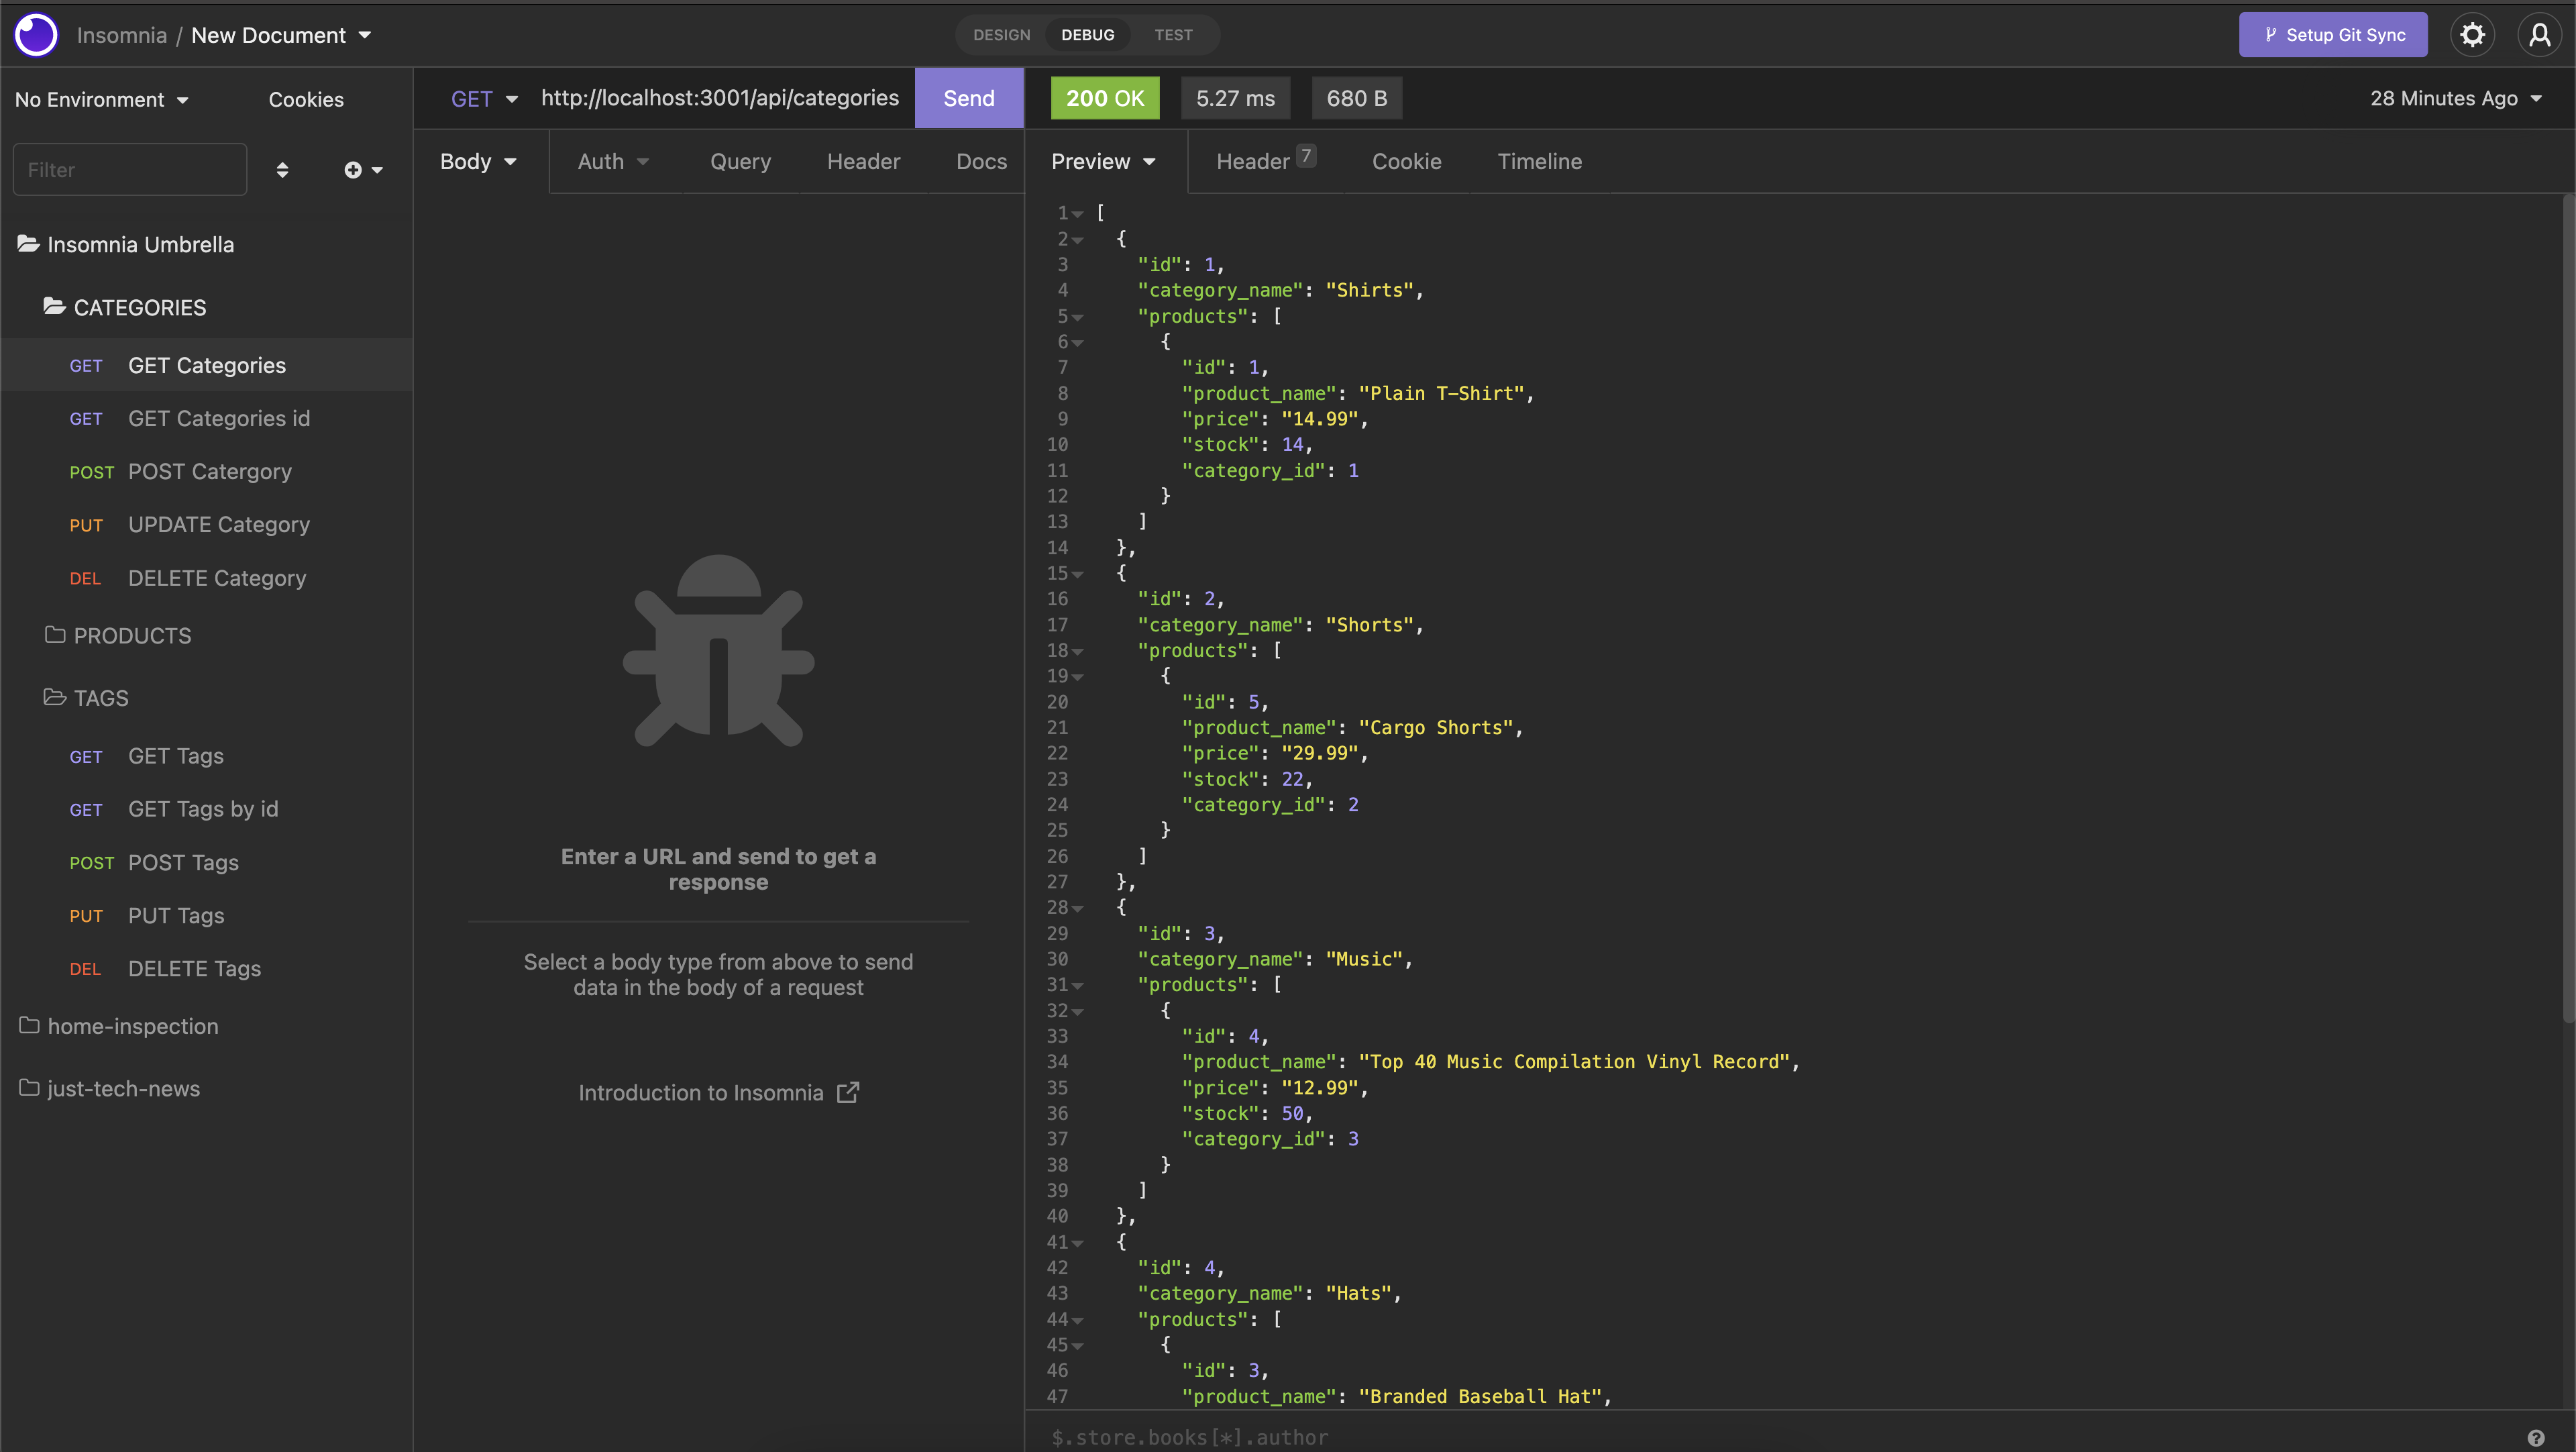 Insomnia / New Document
DESIGN DEBUG TEST
Setup Git Sync
No Environment Cookies
Filter
Insomnia Umbrella
CATEGORIES
GET GET Categories
GET GET Categories id
POST POST Catergory
PUT UPDATE Category
DEL DELETE Category
PRODUCTS
TAGS
GET GET Tags
GET GET Tags by id
POST POST Tags
PUT PUT Tags
DEL DELETE Tags
home-inspection
just-tech-news
GET http://localhost:3001/api/categories Send
Body Auth Query Header Docs
Enter a URL and send to get a
response
Select a body type from above to send
data in the body of a request
Introduction to Insomnia
200 OK 5.27 ms 680 B 28 Minutes Ago
Preview Header 7 Cookie Timeline
1 [
2 {
3 "id": 1,
4 "category_name": "Shirts",
5 "products": [
6 {
7 "id": 1,
8 "product_name": "Plain T-Shirt",
9 "price": "14.99",
10 "stock": 14,
11 "category_id": 1
12 }
13 ]
14 },
15 {
16 "id": 2,
17 "category_name": "Shorts",
18 "products": [
19 {
20 "id": 5,
21 "product_name": "Cargo Shorts",
22 "price": "29.99",
23 "stock": 22,
24 "category_id": 2
25 }
26 ]
27 },
28 {
29 "id": 3,
30 "category_name": "Music",
31 "products": [
32 {
33 "id": 4,
34 "product_name": "Top 40 Music Compilation Vinyl Record",
35 "price": "12.99",
36 "stock": 50,
37 "category_id": 3
38 }
39 ]
40 },
41 {
42 "id": 4,
43 "category_name": "Hats",
44 "products": [
45 {
46 "id": 3,
47 "product_name": "Branded Baseball Hat",
$.store.books[*].author